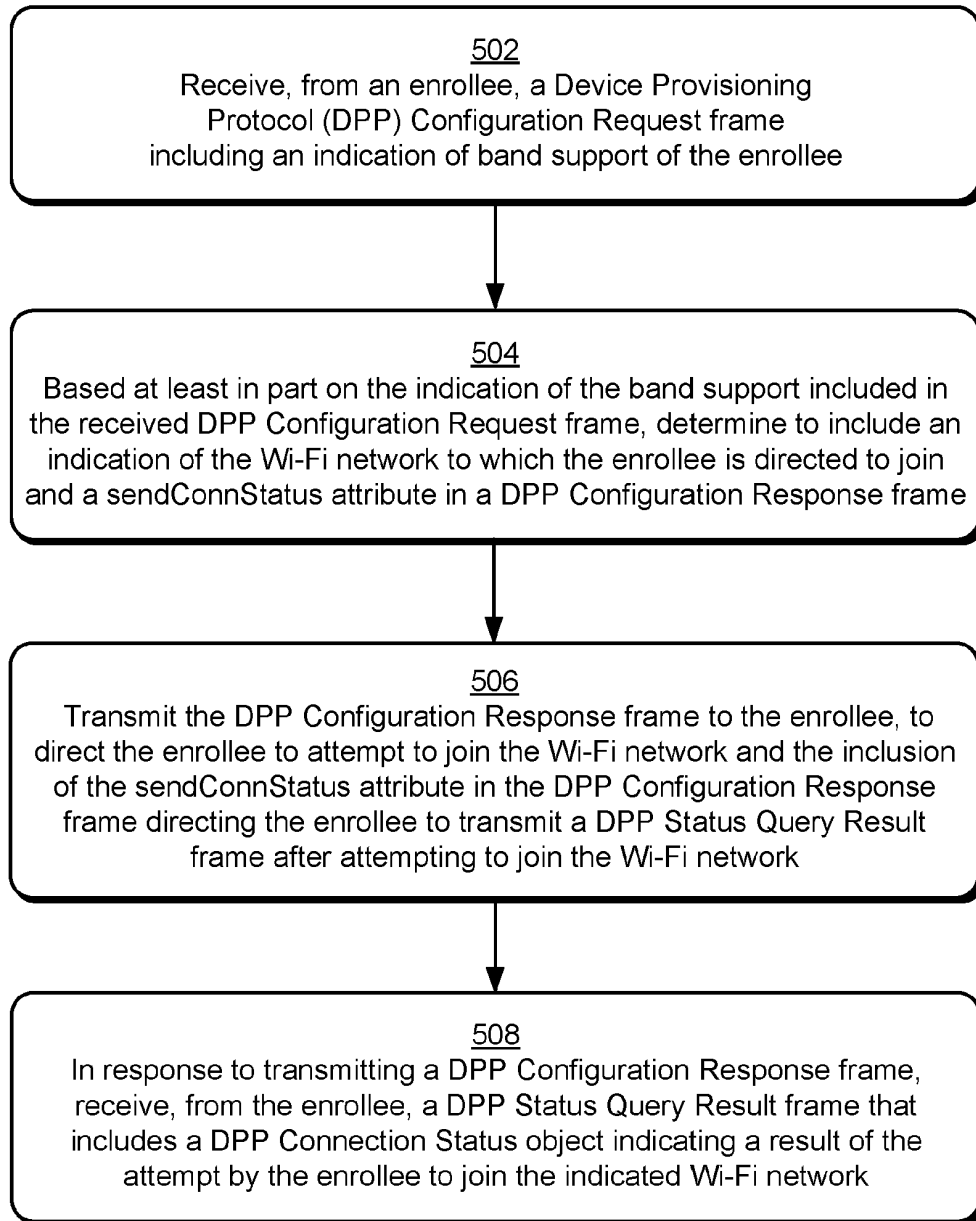 502
Receive, from an enrollee, a Device Provisioning
Protocol (DPP) Configuration Request frame
including an indication of band support of the enrollee
504
Based at least in part on the indication of the band support included in
the received DPP Configuration Request frame, determine to include an
indication of the Wi-Fi network to which the enrollee is directed to join
and a sendConnStatus attribute in a DPP Configuration Response frame
506
Transmit the DPP Configuration Response frame to the enrollee, to
direct the enrollee to attempt to join the Wi-Fi network and the inclusion
of the sendConnStatus attribute in the DPP Configuration Response
frame directing the enrollee to transmit a DPP Status Query Result
frame after attempting to join the Wi-Fi network
508
In response to transmitting a DPP Configuration Response frame,
receive, from the enrollee, a DPP Status Query Result frame that
includes a DPP Connection Status object indicating a result of the
attempt by the enrollee to join the indicated Wi-Fi network